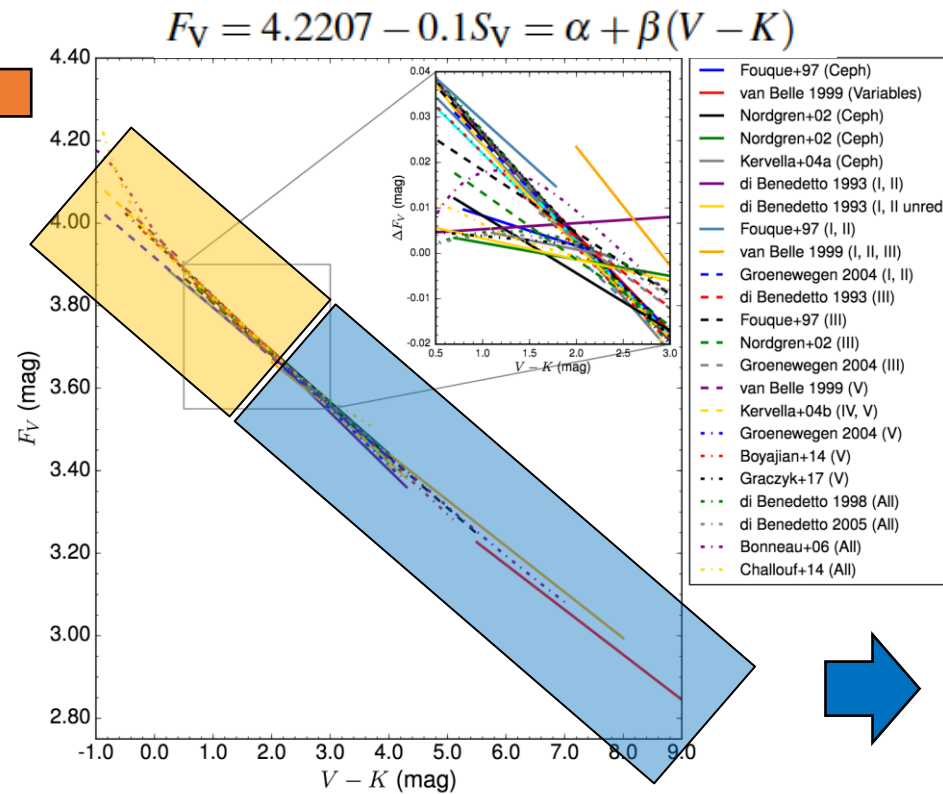 F_V = 4.2207 − 0.1S_V = α + β(V − K)
4.40
4.20
4.00
3.80
3.60
3.40
3.20
3.00
2.80
F_V (mag)
-1.0 0.0 1.0 2.0 3.0 4.0 5.0 6.0 7.0 8.0 9.0
V − K (mag)
0.04
0.03
0.02
0.01
0.00
-0.01
-0.02
ΔF_V (mag)
0.5 1.0 1.5 2.0 2.5 3.0
V − K (mag)
Fouque+97 (Ceph)
van Belle 1999 (Variables)
Nordgren+02 (Ceph)
Nordgren+02 (Ceph)
Kervella+04a (Ceph)
di Benedetto 1993 (I, II)
di Benedetto 1993 (I, II unred
Fouque+97 (I, II)
van Belle 1999 (I, II, III)
Groenewegen 2004 (I, II)
di Benedetto 1993 (III)
Fouque+97 (III)
Nordgren+02 (III)
Groenewegen 2004 (III)
van Belle 1999 (V)
Kervella+04b (IV, V)
Groenewegen 2004 (V)
Boyajian+14 (V)
Graczyk+17 (V)
di Benedetto 1998 (All)
di Benedetto 2005 (All)
Bonneau+06 (All)
Challouf+14 (All)